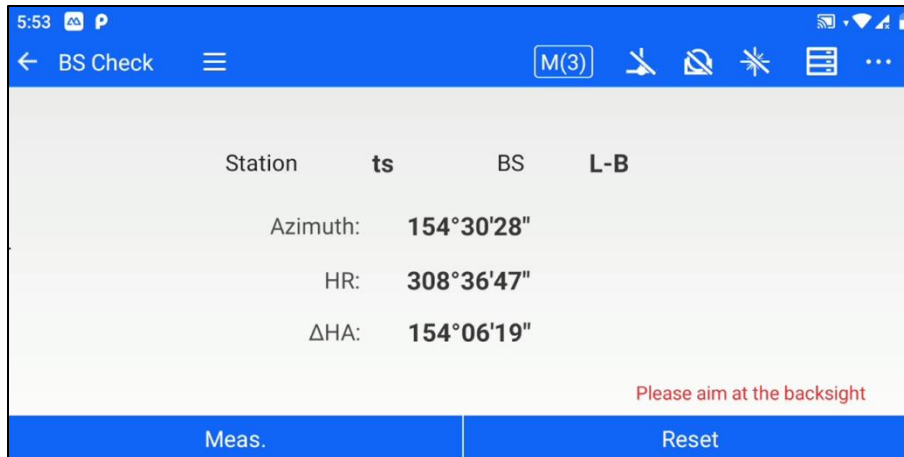 5:53
BS Check
M(3)
Station ts BS L-B
Azimuth: 154°30'28"
HR: 308°36'47"
ΔHA: 154°06'19"
Please aim at the backsight
Meas. Reset